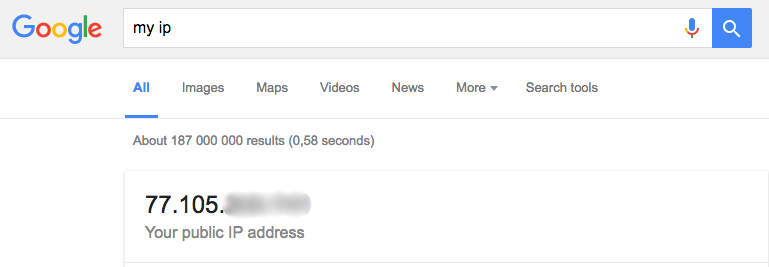 Google my ip
All Images Maps Videos News More Search tools
About 187 000 000 results (0,58 seconds)
77.105.
Your public IP address